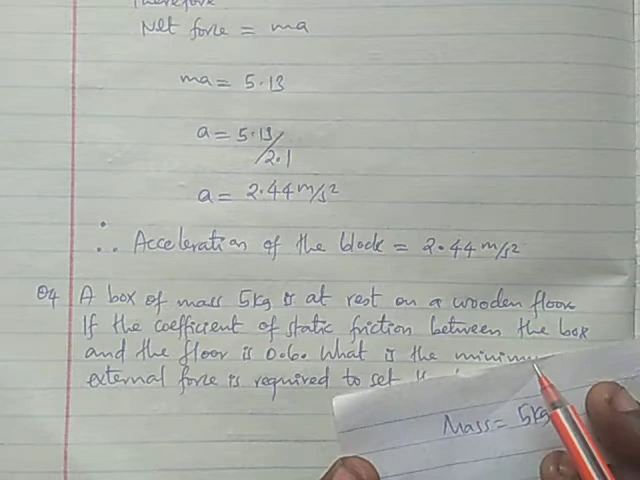 Therefore
Net force = ma
ma = 5.13
a = 5.13/2.1
a = 2.44 m/s²
∴ Acceleration of the block = 2.44 m/s²
Q4 A box of mass 5kg is at rest on a wooden floor
If the coefficient of static friction between the box
and the floor is 0.6. What is the
external force is required to set
Mass = 5kg